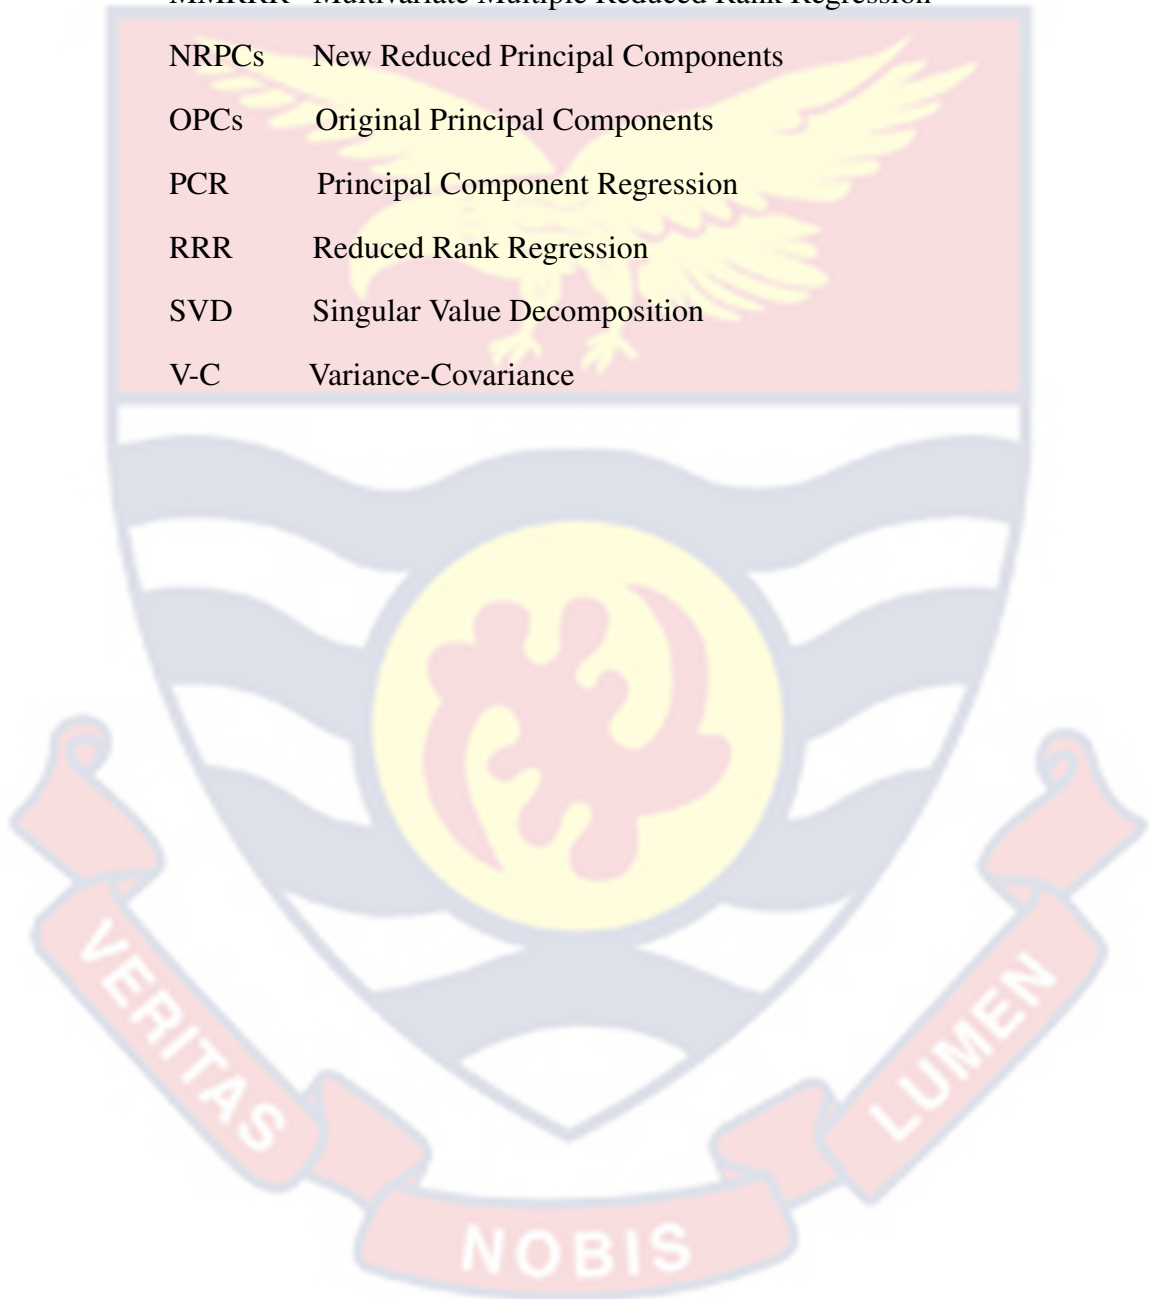 MMRRR Multivariate Multiple Reduced Rank Regression
NRPCs New Reduced Principal Components
OPCs Original Principal Components
PCR Principal Component Regression
RRR Reduced Rank Regression
SVD Singular Value Decomposition
V-C Variance-Covariance
VERITAS
NOBIS
LUMEN